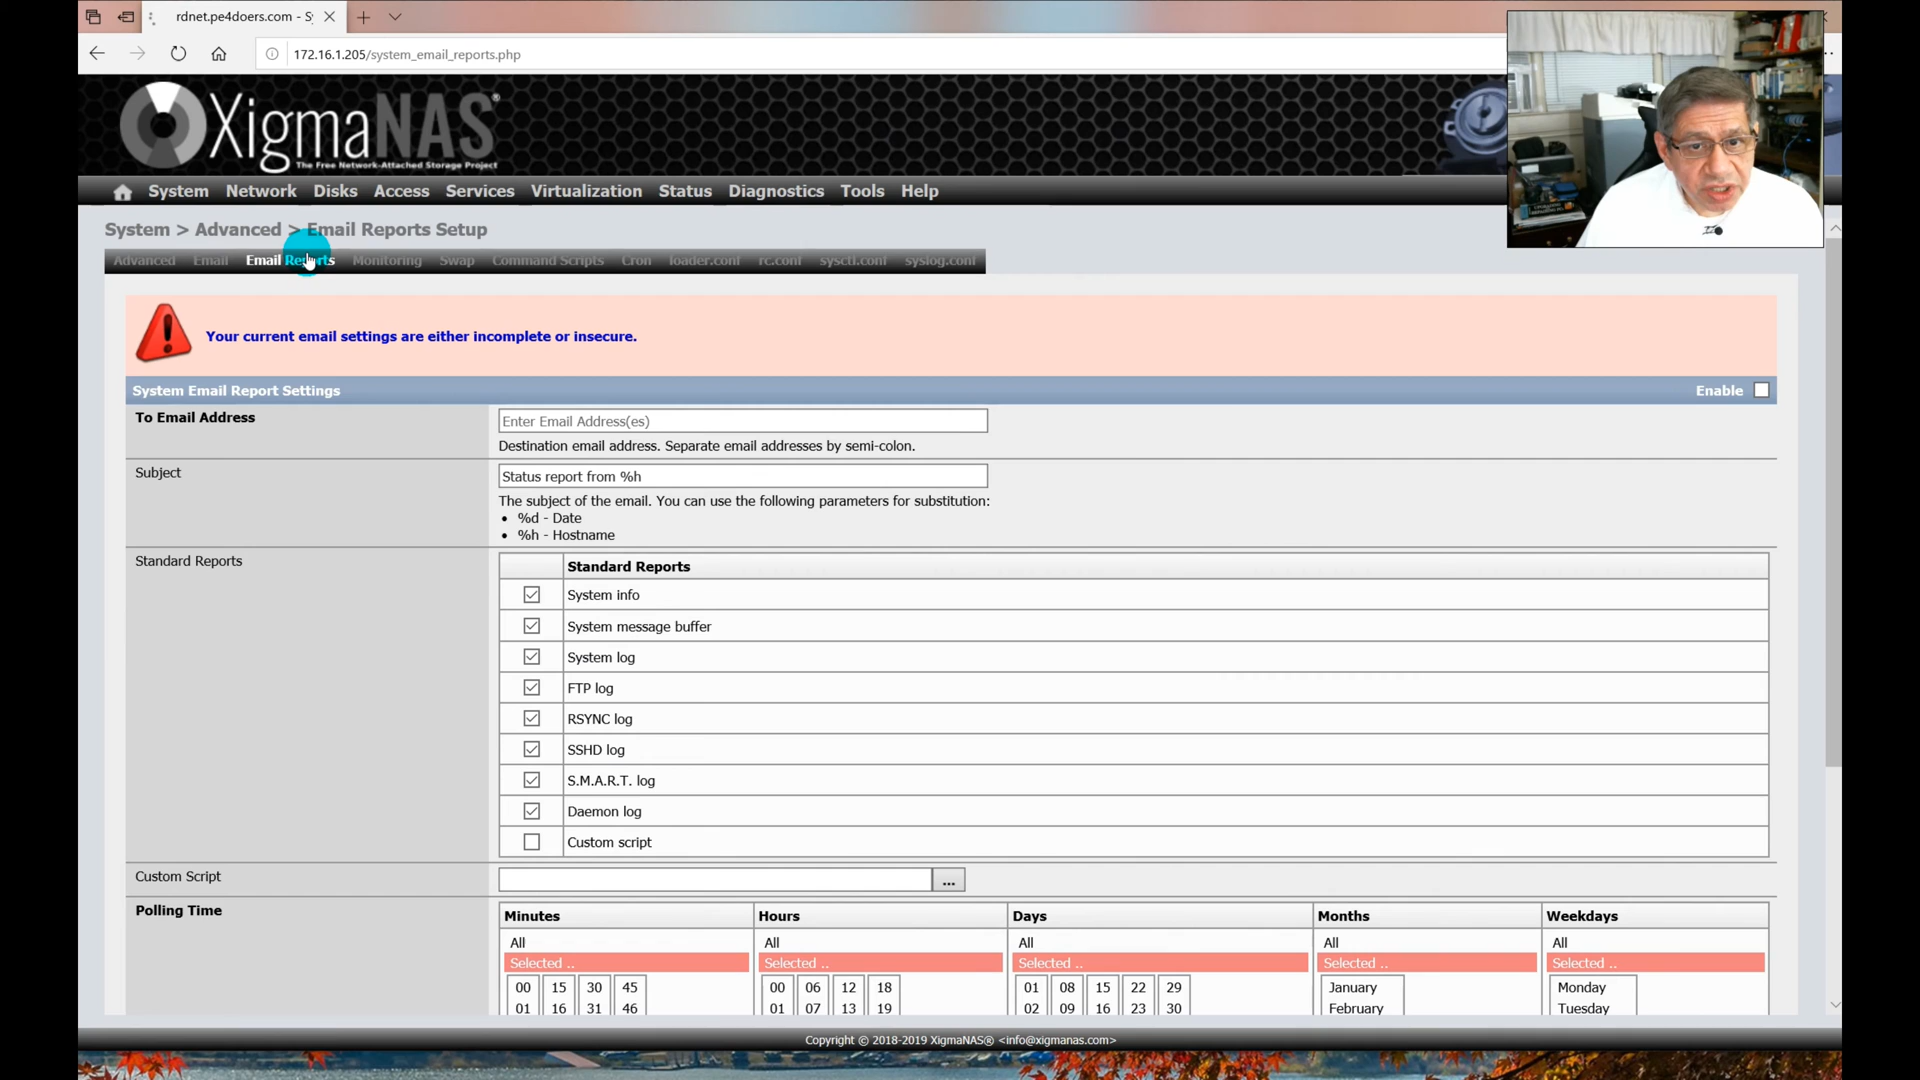 rdnet.pe4doers.com - S
172.16.1.205/system_email_reports.php
XigmaNAS®
The Free Network-Attached Storage Project
System Network Disks Access Services Virtualization Status Diagnostics Tools Help
System > Advanced > Email Reports Setup
Advanced Email Email Reports Monitoring Swap Command Scripts Cron loader.conf rc.conf sysctl.conf syslog.conf
Your current email settings are either incomplete or insecure.
System Email Report Settings Enable
To Email Address
Enter Email Address(es)
Destination email address. Separate email addresses by semi-colon.
Subject
Status report from %h
The subject of the email. You can use the following parameters for substitution:
• %d - Date
• %h - Hostname
Standard Reports
Standard Reports
System info
System message buffer
System log
FTP log
RSYNC log
SSHD log
S.M.A.R.T. log
Daemon log
Custom script
Custom Script
...
Polling Time
Minutes Hours Days Months Weekdays
All All All All All
Selected .. Selected .. Selected .. Selected .. Selected ..
00 15 30 45 00 06 12 18 01 08 15 22 29 January Monday
01 16 31 46 01 07 13 19 02 09 16 23 30 February Tuesday
Copyright © 2018-2019 XigmaNAS® <info@xigmanas.com>